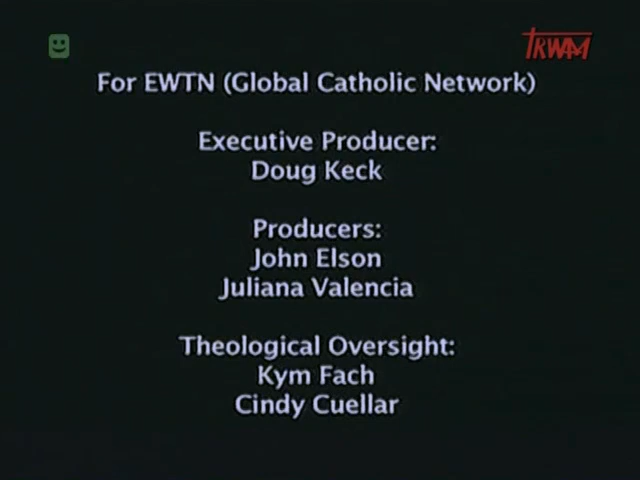 TRWAM
For EWTN (Global Catholic Network)
Executive Producer:
Doug Keck
Producers:
John Elson
Juliana Valencia
Theological Oversight:
Kym Fach
Cindy Cuellar